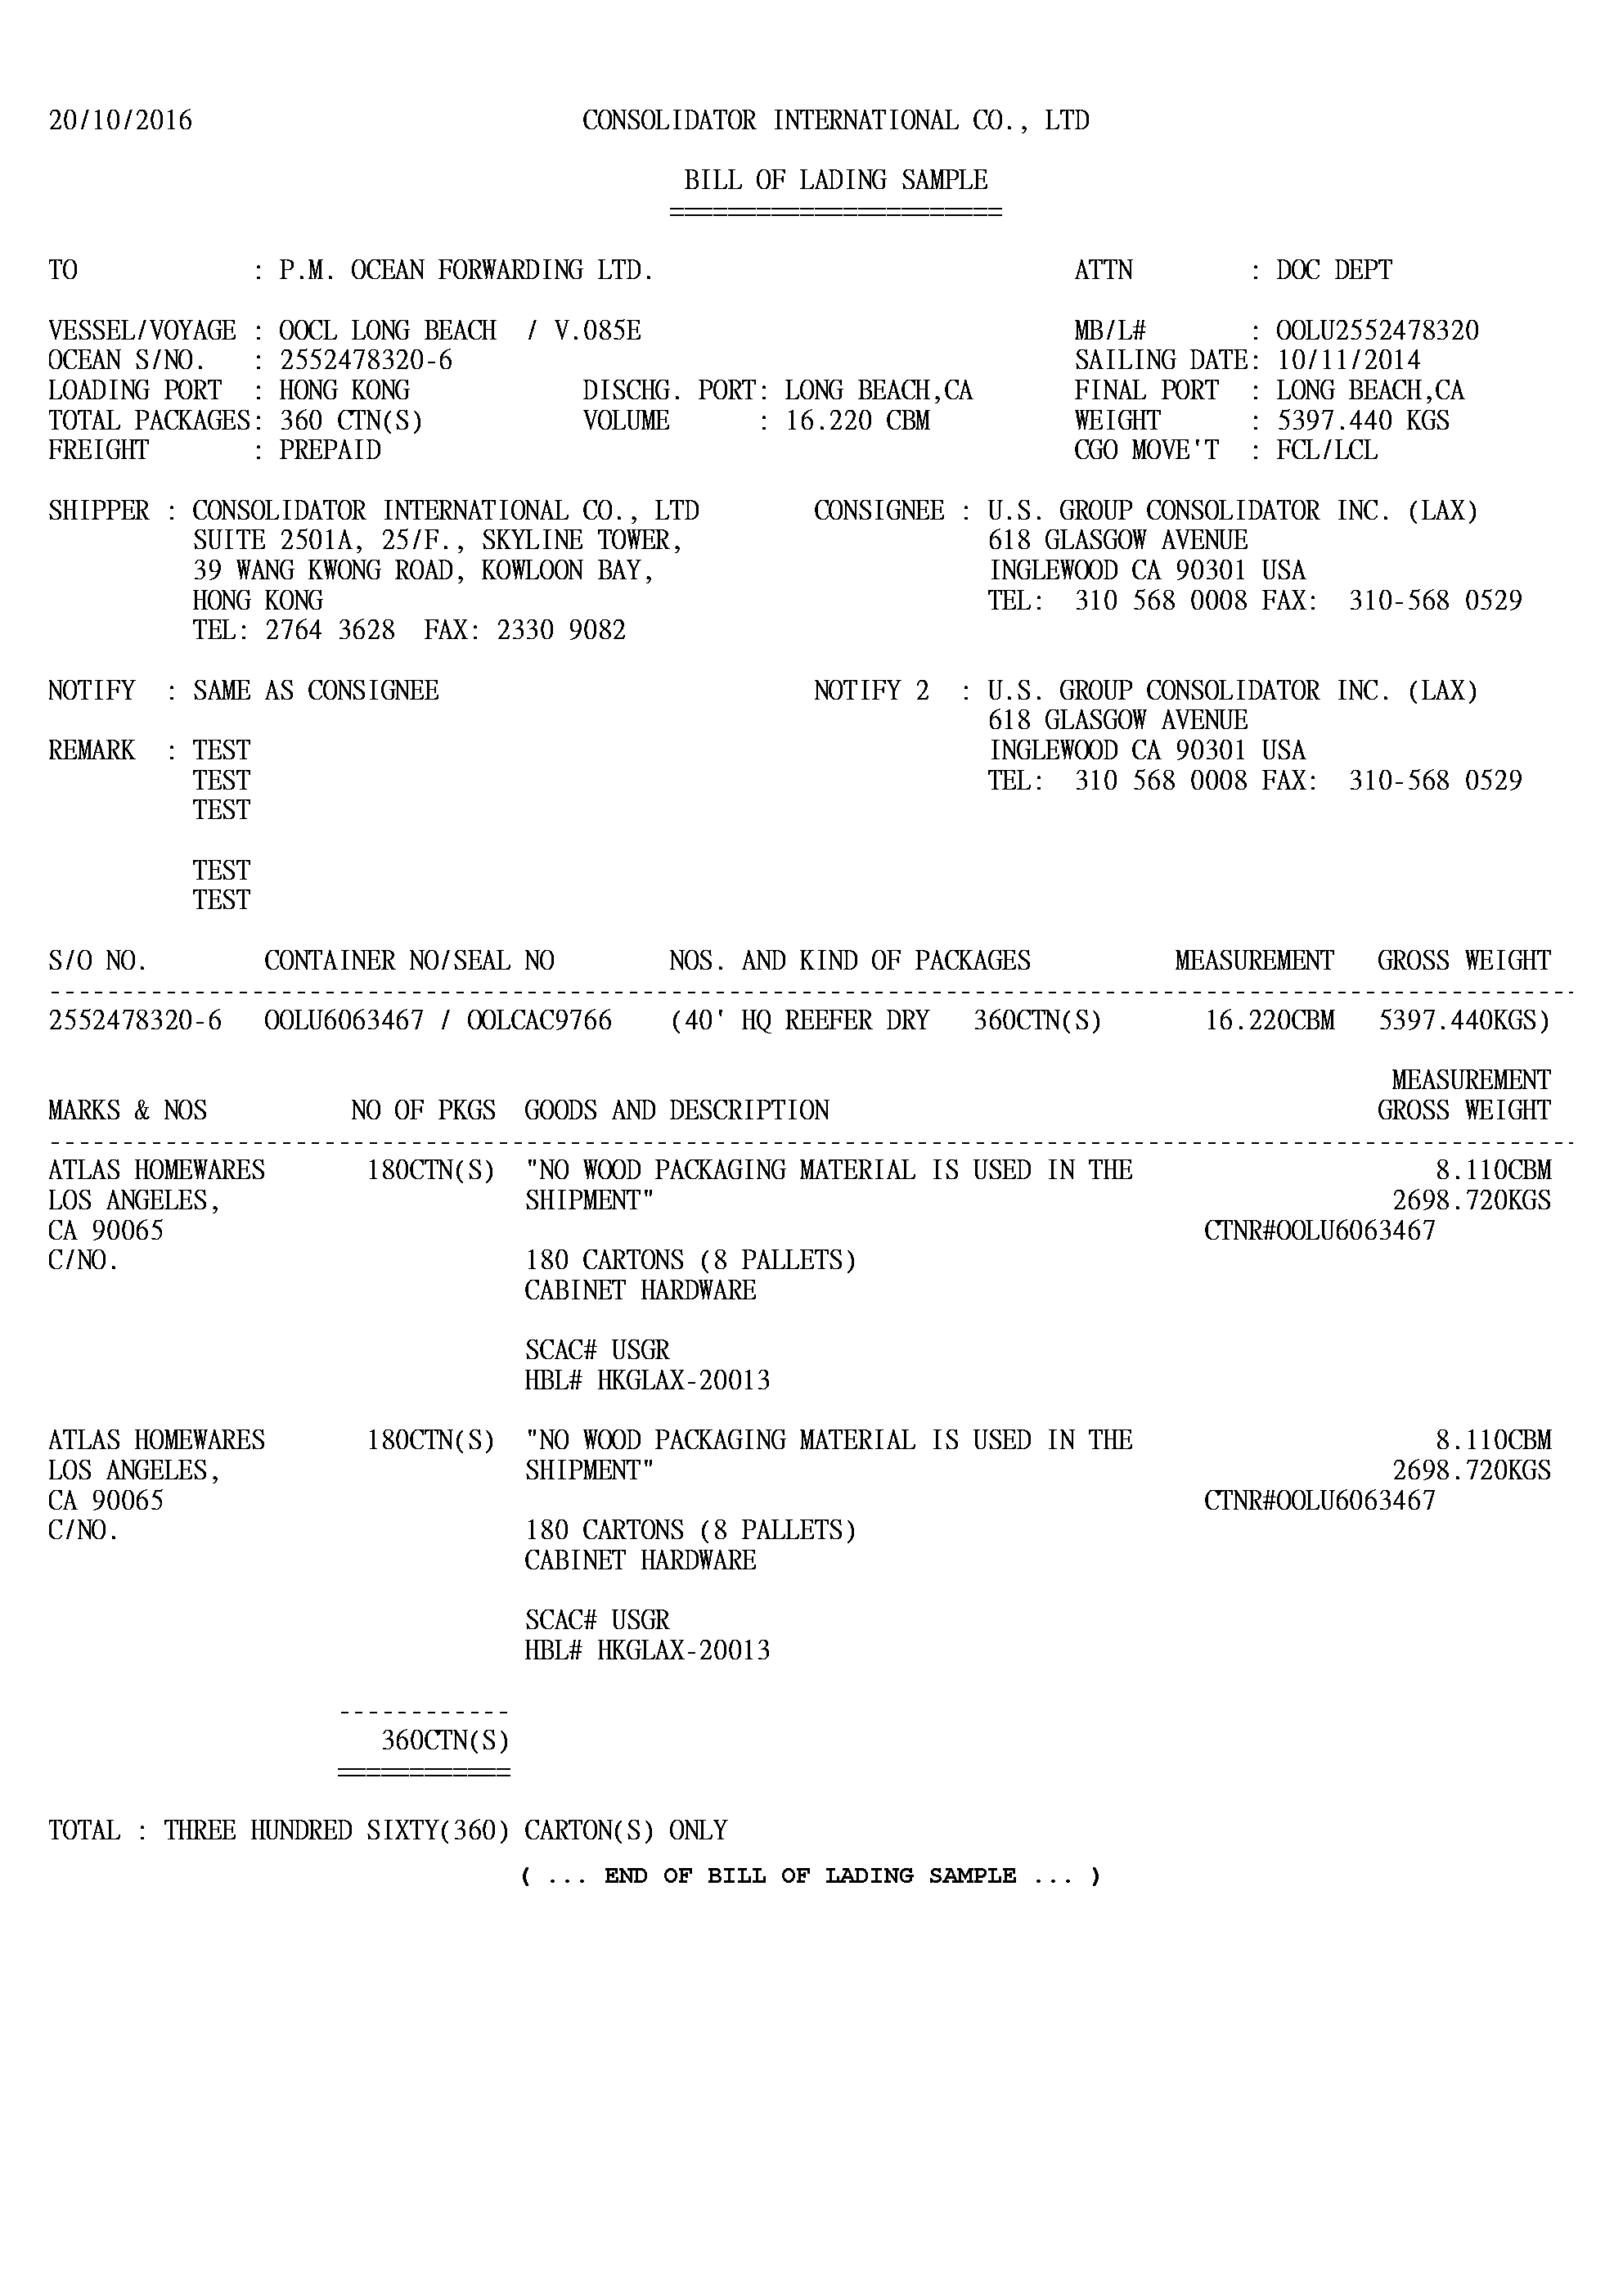 20/10/2016 CONSOLIDATOR INTERNATIONAL CO., LTD
BILL OF LADING SAMPLE
=======================
TO : P.M. OCEAN FORWARDING LTD. ATTN : DOC DEPT
VESSEL/VOYAGE : OOCL LONG BEACH / V.085E MB/L# : OOLU2552478320
OCEAN S/NO. : 2552478320-6 SAILING DATE: 10/11/2014
LOADING PORT : HONG KONG DISCHG. PORT: LONG BEACH,CA FINAL PORT : LONG BEACH,CA
TOTAL PACKAGES: 360 CTN(S) VOLUME : 16.220 CBM WEIGHT : 5397.440 KGS
FREIGHT : PREPAID CGO MOVE'T : FCL/LCL
SHIPPER : CONSOLIDATOR INTERNATIONAL CO., LTD CONSIGNEE : U.S. GROUP CONSOLIDATOR INC. (LAX)
SUITE 2501A, 25/F., SKYLINE TOWER, 618 GLASGOW AVENUE
39 WANG KWONG ROAD, KOWLOON BAY, INGLEWOOD CA 90301 USA
HONG KONG TEL: 310 568 0008 FAX: 310-568 0529
TEL: 2764 3628 FAX: 2330 9082
NOTIFY : SAME AS CONSIGNEE NOTIFY 2 : U.S. GROUP CONSOLIDATOR INC. (LAX)
618 GLASGOW AVENUE
REMARK : TEST INGLEWOOD CA 90301 USA
TEST TEL: 310 568 0008 FAX: 310-568 0529
TEST
TEST
TEST
S/O NO. CONTAINER NO/SEAL NO NOS. AND KIND OF PACKAGES MEASUREMENT GROSS WEIGHT
2552478320-6 OOLU6063467 / OOLCAC9766 (40' HQ REEFER DRY 360CTN(S) 16.220CBM 5397.440KGS)
MEASUREMENT
MARKS & NOS NO OF PKGS GOODS AND DESCRIPTION GROSS WEIGHT
ATLAS HOMEWARES 180CTN(S) "NO WOOD PACKAGING MATERIAL IS USED IN THE 8.110CBM
LOS ANGELES, SHIPMENT" 2698.720KGS
CA 90065 CTNR#OOLU6063467
C/NO. 180 CARTONS (8 PALLETS)
CABINET HARDWARE
SCAC# USGR
HBL# HKGLAX-20013
ATLAS HOMEWARES 180CTN(S) "NO WOOD PACKAGING MATERIAL IS USED IN THE 8.110CBM
LOS ANGELES, SHIPMENT" 2698.720KGS
CA 90065 CTNR#OOLU6063467
C/NO. 180 CARTONS (8 PALLETS)
CABINET HARDWARE
SCAC# USGR
HBL# HKGLAX-20013
------------
360CTN(S)
============
TOTAL : THREE HUNDRED SIXTY(360) CARTON(S) ONLY
( ... END OF BILL OF LADING SAMPLE ... )